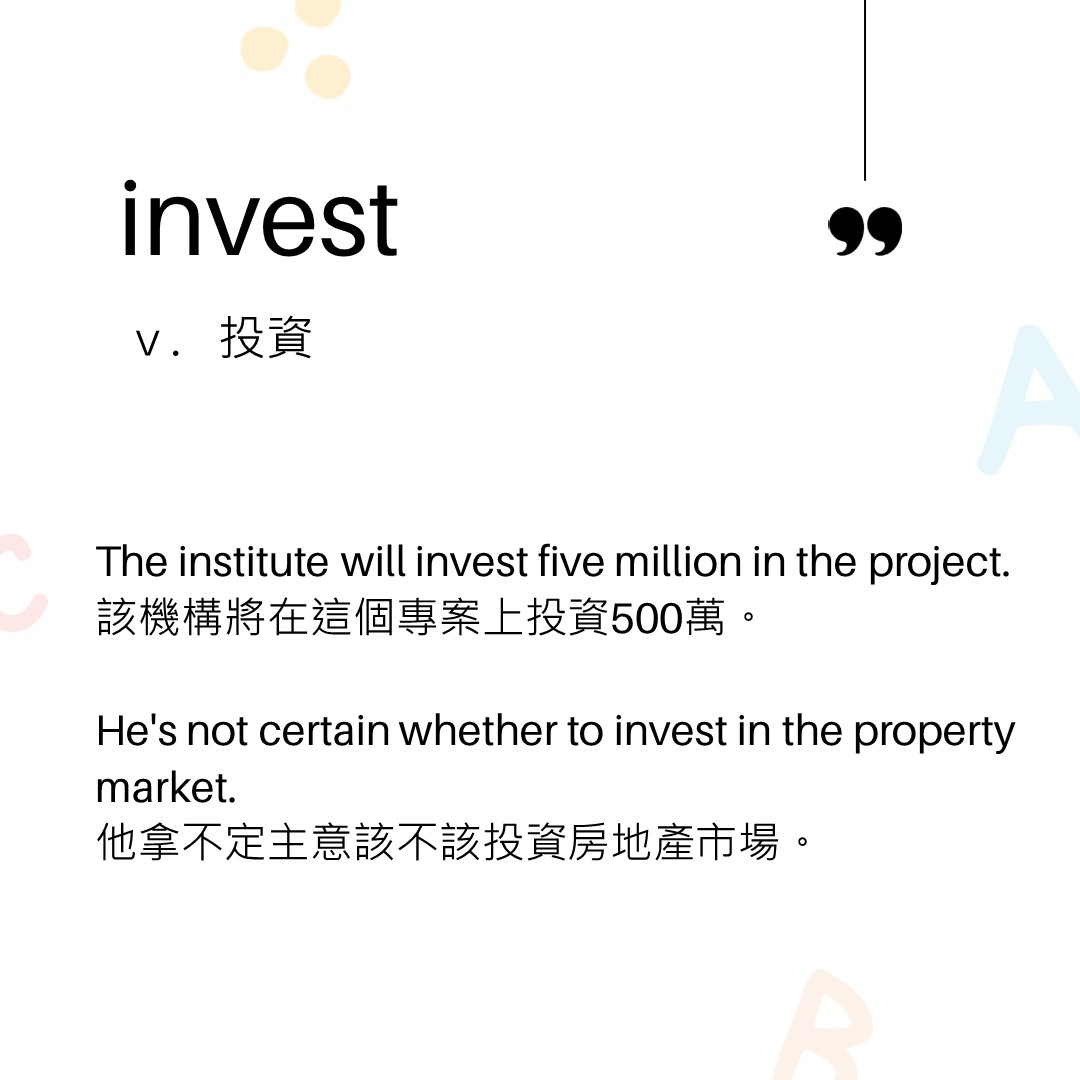 invest
v. 投資
The institute will invest five million in the project.
該機構將在這個專案上投資500萬。
He's not certain whether to invest in the property
market.
他拿不定主意該不該投資房地產市場。
A
C
B